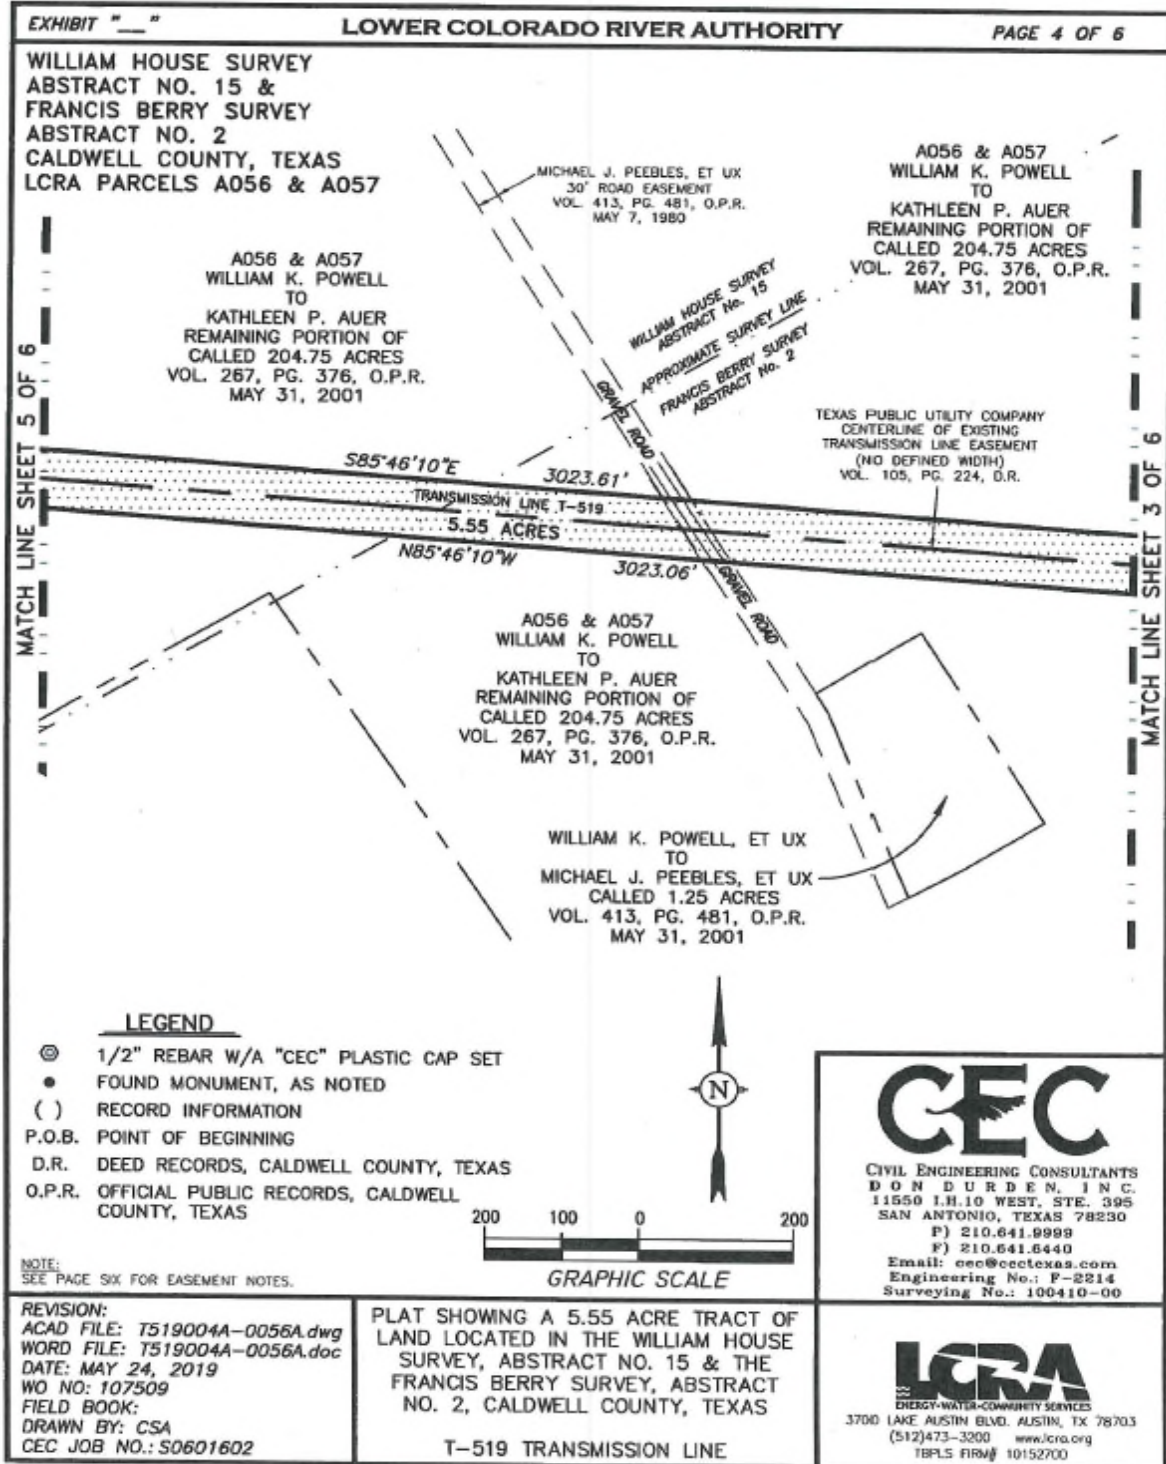 EXHIBIT "__"
LOWER COLORADO RIVER AUTHORITY
PAGE 4 OF 6
WILLIAM HOUSE SURVEY
ABSTRACT NO. 15 &
FRANCIS BERRY SURVEY
ABSTRACT NO. 2
CALDWELL COUNTY, TEXAS
LCRA PARCELS A056 & A057
MICHAEL J. PEEBLES, ET UX
30' ROAD EASEMENT
VOL. 413, PG. 481, O.P.R.
MAY 7, 1980
A056 & A057
WILLIAM K. POWELL
TO
KATHLEEN P. AUER
REMAINING PORTION OF
CALLED 204.75 ACRES
VOL. 267, PG. 376, O.P.R.
MAY 31, 2001
A056 & A057
WILLIAM K. POWELL
TO
KATHLEEN P. AUER
REMAINING PORTION OF
CALLED 204.75 ACRES
VOL. 267, PG. 376, O.P.R.
MAY 31, 2001
WILLIAM HOUSE SURVEY
ABSTRACT No. 15
APPROXIMATE SURVEY LINE
FRANCIS BERRY SURVEY
ABSTRACT No. 2
GRAVEL ROAD
MATCH LINE SHEET 5 OF 6
MATCH LINE SHEET 3 OF 6
TEXAS PUBLIC UTILITY COMPANY
CENTERLINE OF EXISTING
TRANSMISSION LINE EASEMENT
(NO DEFINED WIDTH)
VOL. 105, PG. 224, D.R.
S85°46'10"E
3023.61'
TRANSMISSION LINE T-519
5.55 ACRES
N85°46'10"W
3023.06'
GRAVEL ROAD
A056 & A057
WILLIAM K. POWELL
TO
KATHLEEN P. AUER
REMAINING PORTION OF
CALLED 204.75 ACRES
VOL. 267, PG. 376, O.P.R.
MAY 31, 2001
WILLIAM K. POWELL, ET UX
TO
MICHAEL J. PEEBLES, ET UX
CALLED 1.25 ACRES
VOL. 413, PG. 481, O.P.R.
MAY 31, 2001
LEGEND
1/2" REBAR W/A "CEC" PLASTIC CAP SET
FOUND MONUMENT, AS NOTED
( ) RECORD INFORMATION
P.O.B. POINT OF BEGINNING
D.R. DEED RECORDS, CALDWELL COUNTY, TEXAS
O.P.R. OFFICIAL PUBLIC RECORDS, CALDWELL
COUNTY, TEXAS
N
200 100 0 200
GRAPHIC SCALE
NOTE:
SEE PAGE SIX FOR EASEMENT NOTES.
CEC
CIVIL ENGINEERING CONSULTANTS
DON DURDEN, INC.
11550 I.H.10 WEST, STE. 395
SAN ANTONIO, TEXAS 78230
P) 210.641.9999
F) 210.641.6440
Email: cec@cectexas.com
Engineering No.: F-2214
Surveying No.: 100410-00
REVISION:
ACAD FILE: T519004A-0056A.dwg
WORD FILE: T519004A-0056A.doc
DATE: MAY 24, 2019
WO NO: 107509
FIELD BOOK:
DRAWN BY: CSA
CEC JOB NO.: S0601602
PLAT SHOWING A 5.55 ACRE TRACT OF
LAND LOCATED IN THE WILLIAM HOUSE
SURVEY, ABSTRACT NO. 15 & THE
FRANCIS BERRY SURVEY, ABSTRACT
NO. 2, CALDWELL COUNTY, TEXAS
T-519 TRANSMISSION LINE
LCRA
ENERGY•WATER•COMMUNITY SERVICES
3700 LAKE AUSTIN BLVD. AUSTIN, TX 78703
(512)473-3200 www.lcra.org
TBPLS FIRM# 10152700